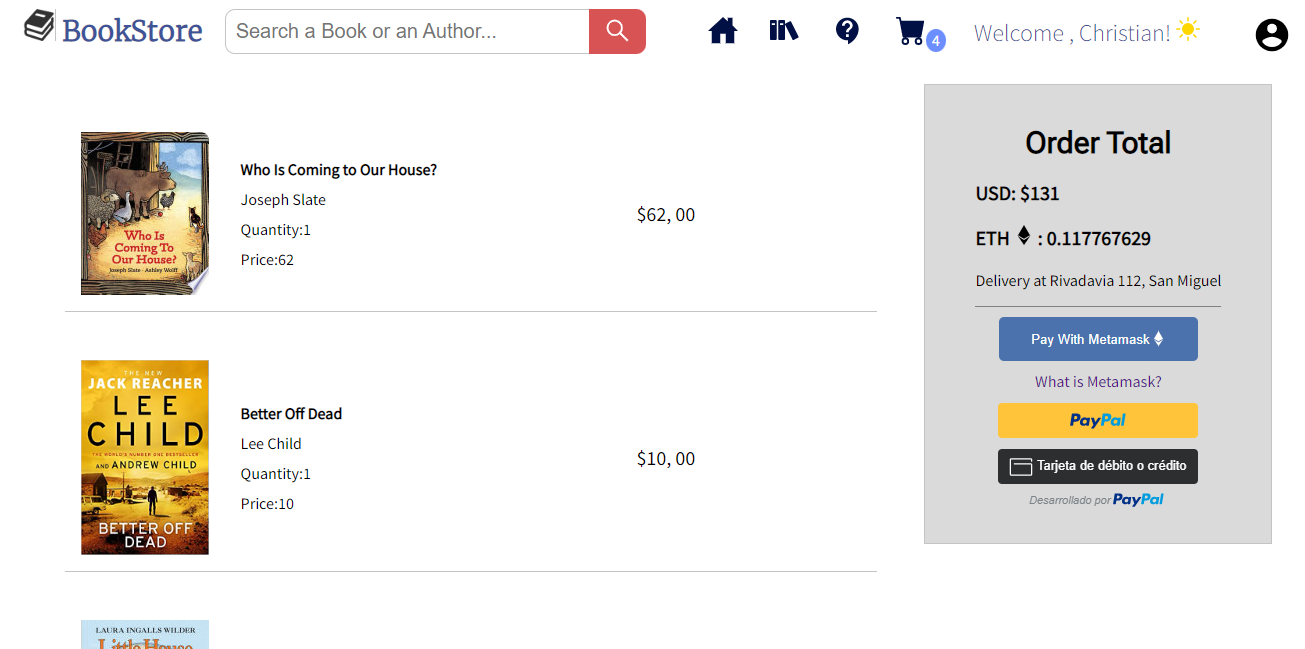 BookStore
Search a Book or an Author...
4
Welcome , Christian!
Who Is
Coming To
Our House?
Joseph Slate · Ashley Wolff
Who Is Coming to Our House?
Joseph Slate
Quantity:1
Price:62
$62, 00
THE NEW
JACK REACHER
LEE
CHILD
THE WORLD'S NUMBER ONE BESTSELLER
AND ANDREW CHILD
BETTER OFF
DEAD
Better Off Dead
Lee Child
Quantity:1
Price:10
$10, 00
LAURA INGALLS WILDER
Little House
Order Total
USD: $131
ETH : 0.117767629
Delivery at Rivadavia 112, San Miguel
Pay With Metamask
What is Metamask?
PayPal
Tarjeta de débito o crédito
Desarrollado por PayPal